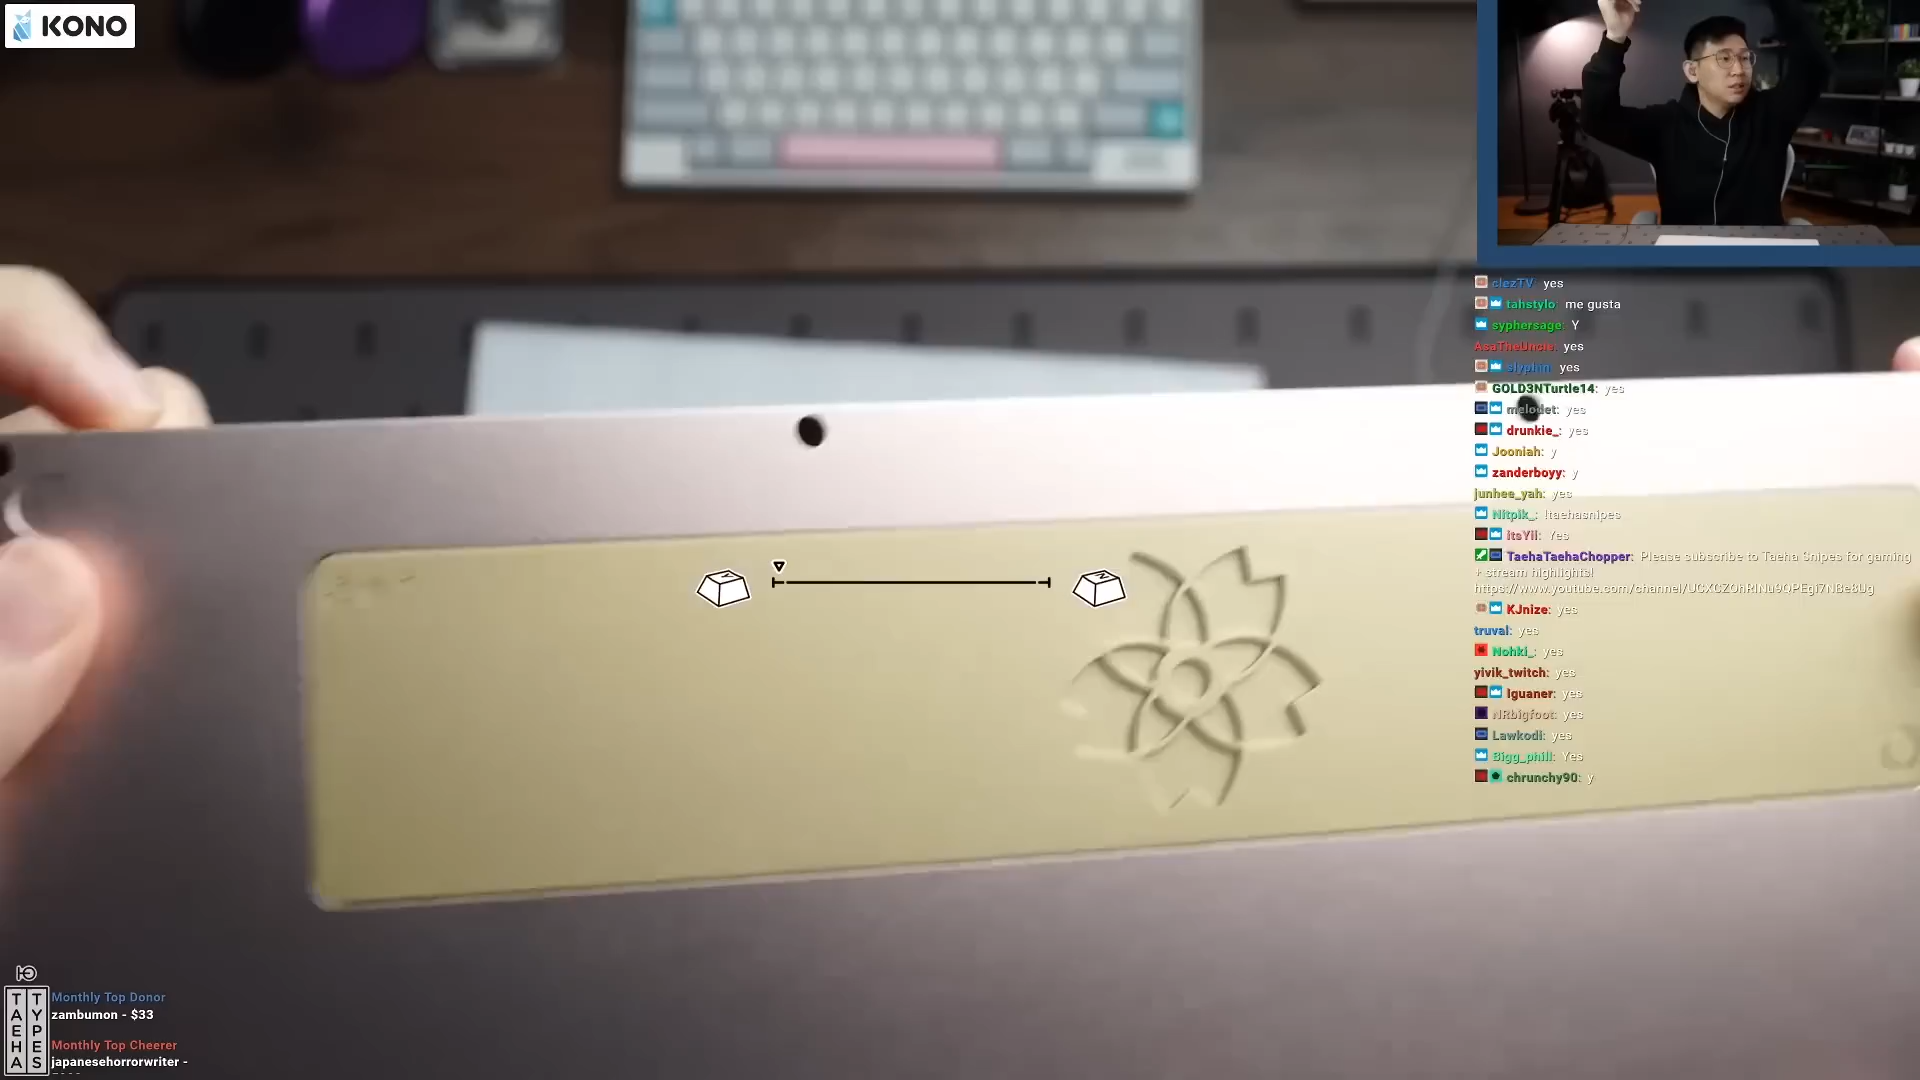 KONO
clezTV: yes
tahstylo: me gusta
syphersage: Y
AsaTheUncle: yes
slyphn: yes
GOLD3NTurtle14: yes
melodet: yes
drunkie_: yes
Jooniah: y
zanderboyy: y
junhee_yah: yes
Nitpik_: !taehasnipes
itsYii: Yes
TaehaTaehaChopper: Please subscribe to Taeha Snipes for gaming
+ stream highlights!
KJnize: yes
truval: yes
Nohki_: yes
yivik_twitch: yes
Iguaner: yes
NRbigfoot: yes
Lawkodi: yes
Bigg_phill: Yes
chrunchy90: y
Y
N
TAEHA
TYPES
Monthly Top Donor
zambumon - $33
Monthly Top Cheerer
japanesehorrorwriter -